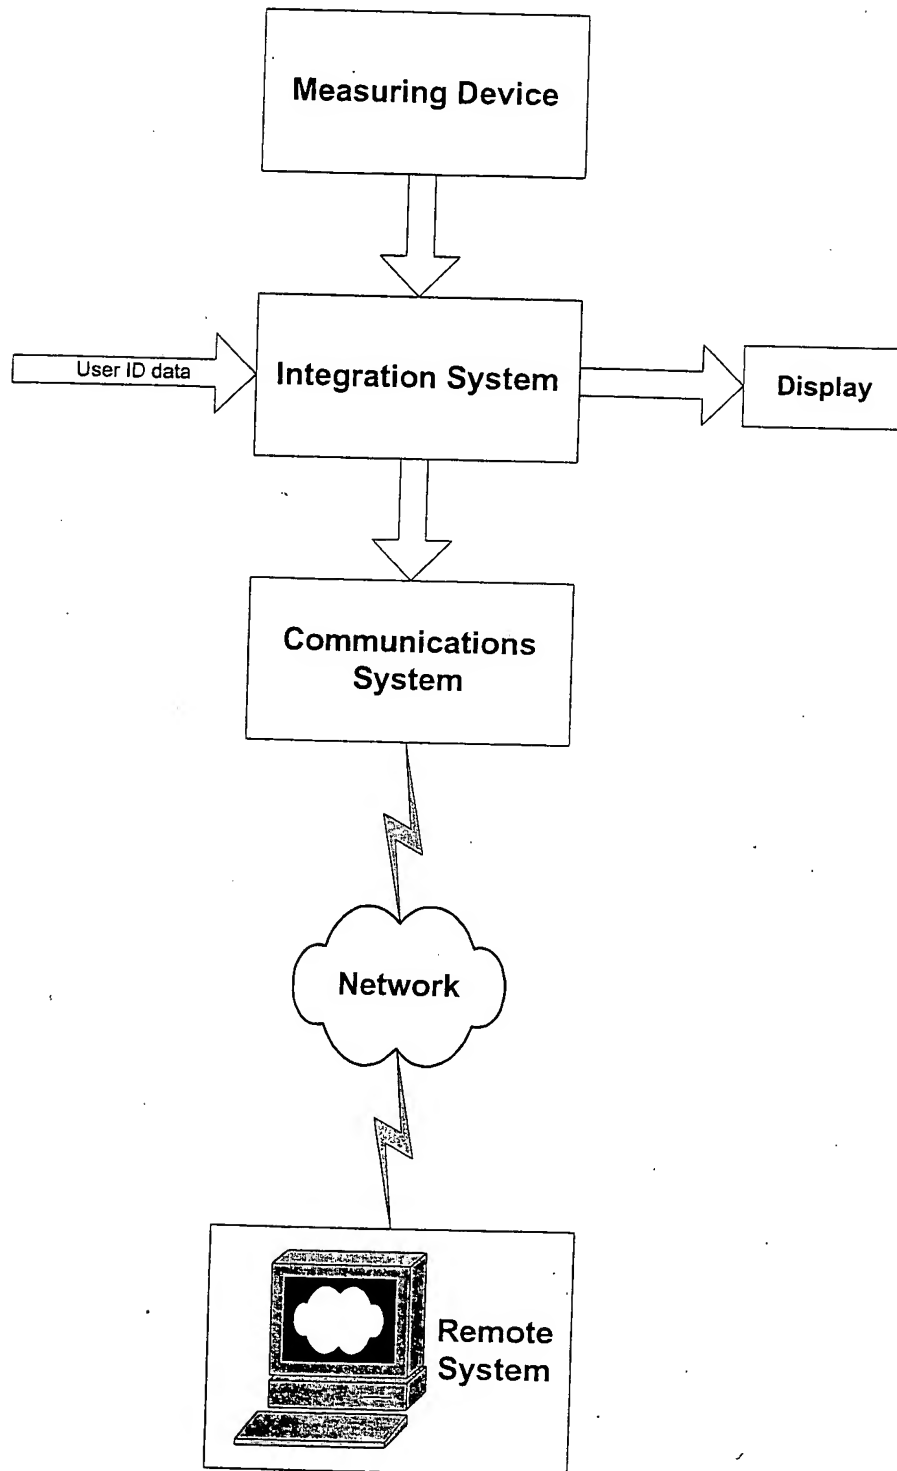 Measuring Device
User ID data
Integration System
Display
Communications
System
Network
Remote
System